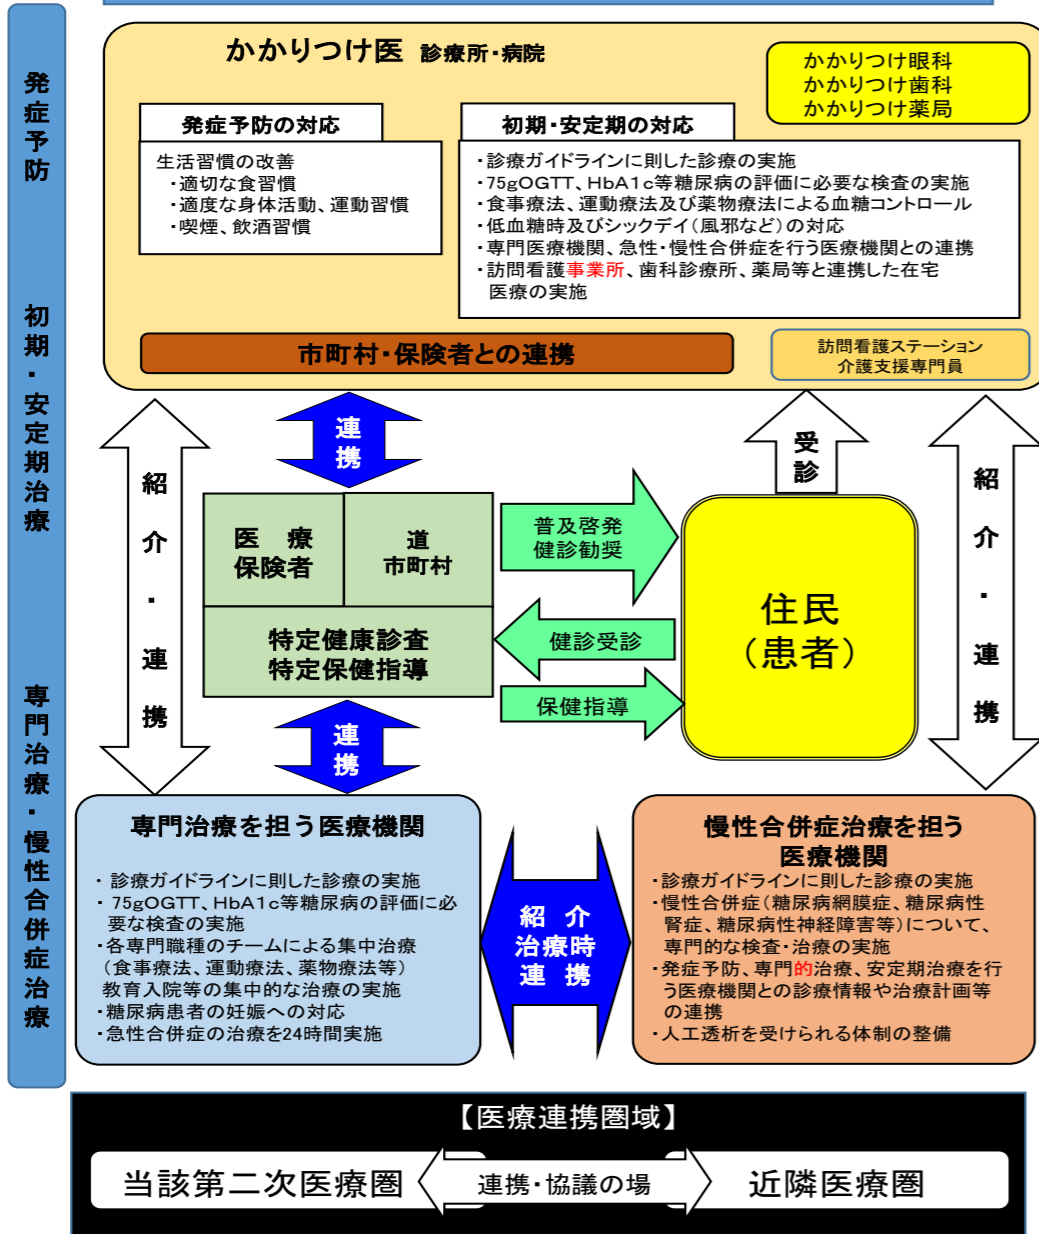 発症予防
初期・安定期治療
専門治療・慢性合併症治療
かかりつけ医 診療所・病院
かかりつけ眼科
かかりつけ歯科
かかりつけ薬局
発症予防の対応
生活習慣の改善
・適切な食習慣
・適度な身体活動、運動習慣
・喫煙、飲酒習慣
初期・安定期の対応
・診療ガイドラインに則した診療の実施
・75gOGTT、HbA1c等糖尿病の評価に必要な検査の実施
・食事療法、運動療法及び薬物療法による血糖コントロール
・低血糖時及びシックデイ(風邪など)の対応
・専門医療機関、急性・慢性合併症を行う医療機関との連携
・訪問看護事業所、歯科診療所、薬局等と連携した在宅
医療の実施
市町村・保険者との連携
訪問看護ステーション
介護支援専門員
紹介・連携
連携
受診
紹介・連携
医 療
保険者
道
市町村
特定健康診査
特定保健指導
普及啓発
健診勧奨
健診受診
保健指導
住民
(患者)
連携
専門治療を担う医療機関
・ 診療ガイドラインに則した診療の実施
・ 75gOGTT、HbA1c等糖尿病の評価に必
要な検査の実施
・各専門職種のチームによる集中治療
(食事療法、運動療法、薬物療法等)
教育入院等の集中的な治療の実施
・糖尿病患者の妊娠への対応
・急性合併症の治療を24時間実施
紹 介
治療時
連 携
慢性合併症治療を担う
医療機関
・診療ガイドラインに則した診療の実施
・慢性合併症(糖尿病網膜症、糖尿病性
腎症、糖尿病性神経障害等)について、
専門的な検査・治療の実施
・発症予防、専門的治療、安定期治療を行
う医療機関との診療情報や治療計画等
の連携
・人工透析を受けられる体制の整備
【医療連携圏域】
当該第二次医療圏
連携・協議の場
近隣医療圏